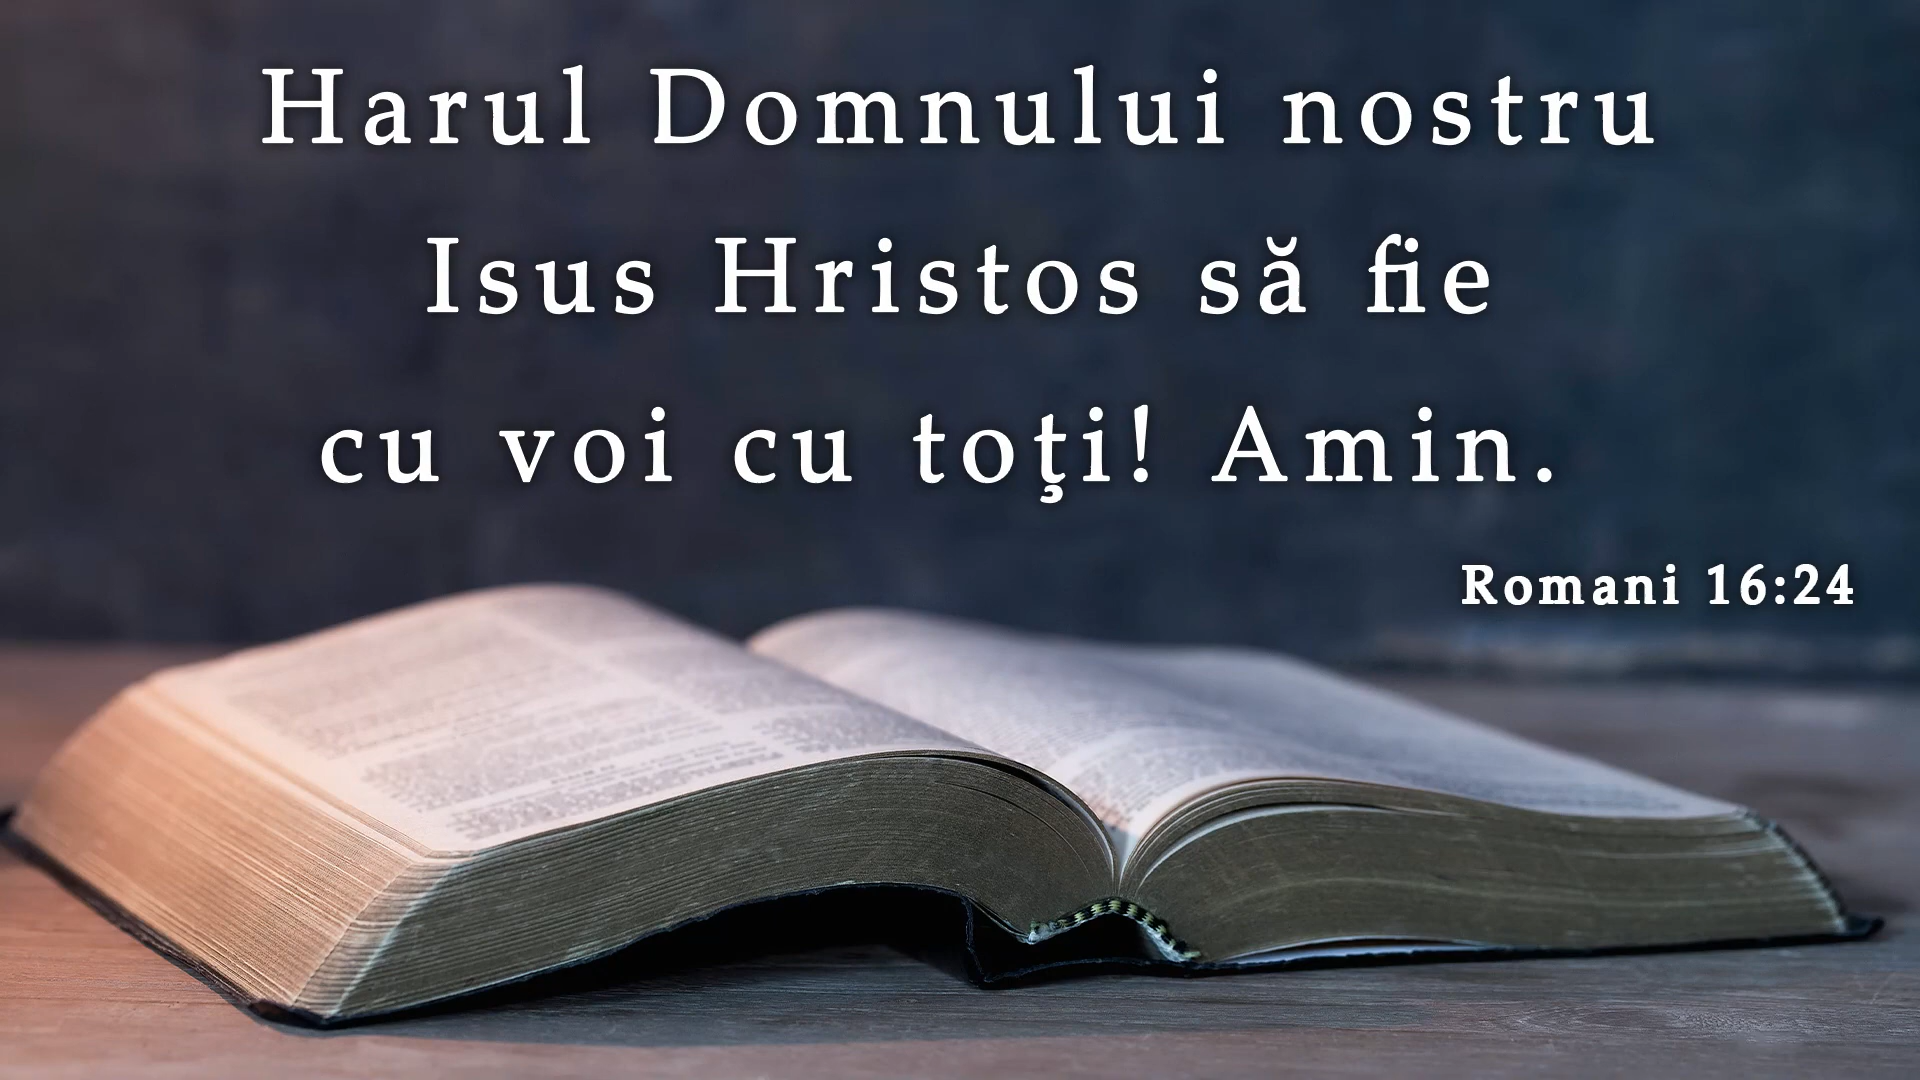 Harul Domnului nostru
Isus Hristos să fie
cu voi cu toţi! Amin.
Romani 16:24